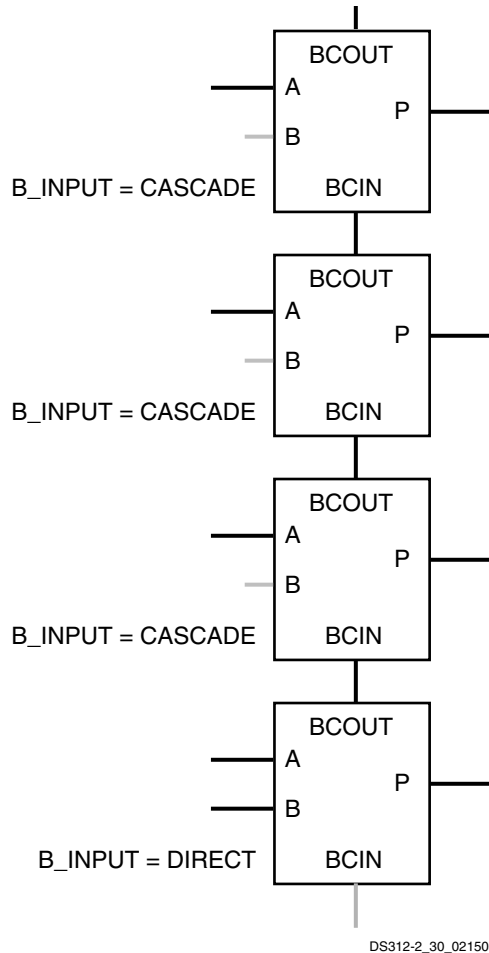 BCOUT
A
P
B
B_INPUT = CASCADE
BCIN
BCOUT
A
P
B
B_INPUT = CASCADE
BCIN
BCOUT
A
P
B
B_INPUT = CASCADE
BCIN
BCOUT
A
P
B
B_INPUT = DIRECT
BCIN
DS312-2_30_02150